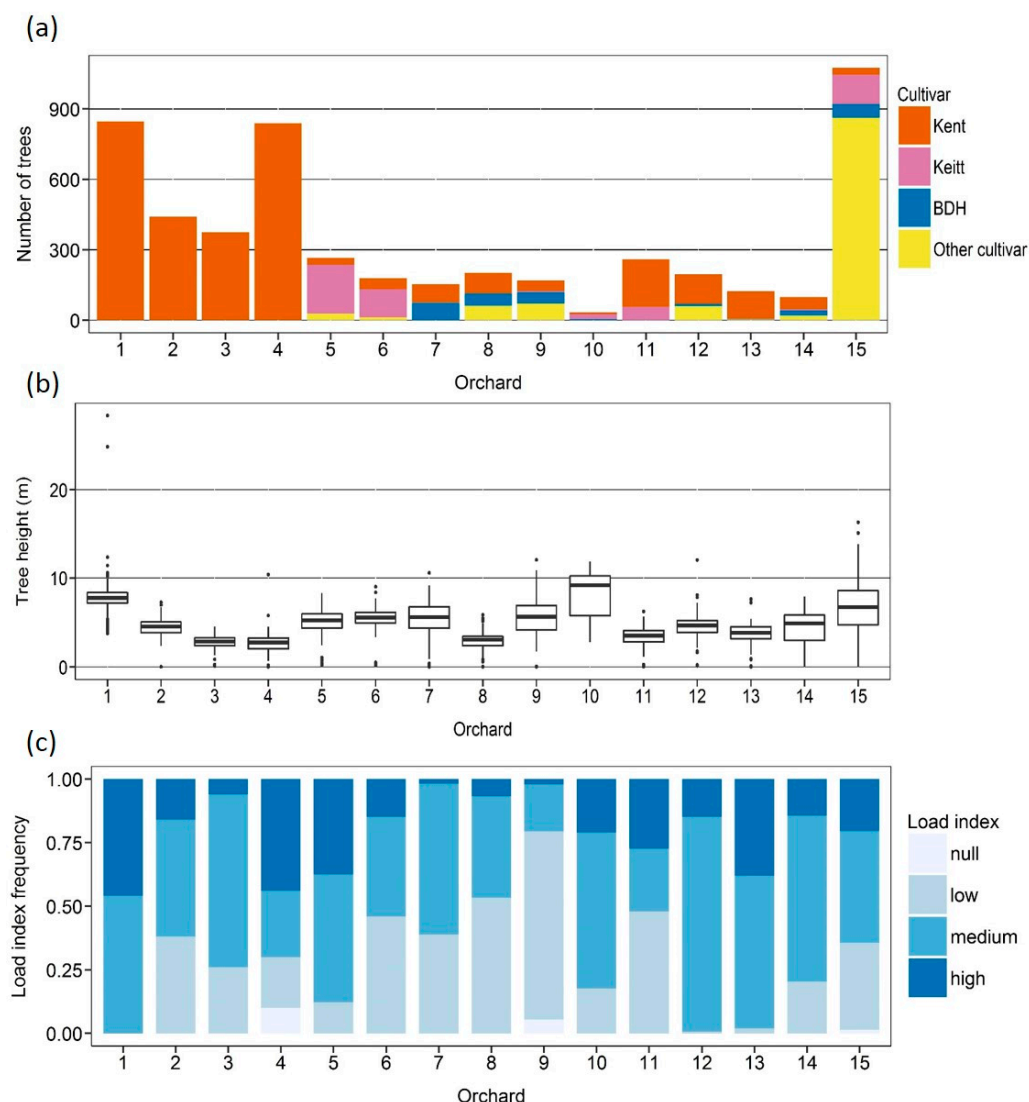 (a)
Number of trees
900
600
300
0
1 2 3 4 5 6 7 8 9 10 11 12 13 14 15
Orchard
Cultivar
Kent
Keitt
BDH
Other cultivar
(b)
Tree height (m)
20
10
0
1 2 3 4 5 6 7 8 9 10 11 12 13 14 15
Orchard
(c)
Load index frequency
1.00
0.75
0.50
0.25
0.00
1 2 3 4 5 6 7 8 9 10 11 12 13 14 15
Orchard
Load index
null
low
medium
high